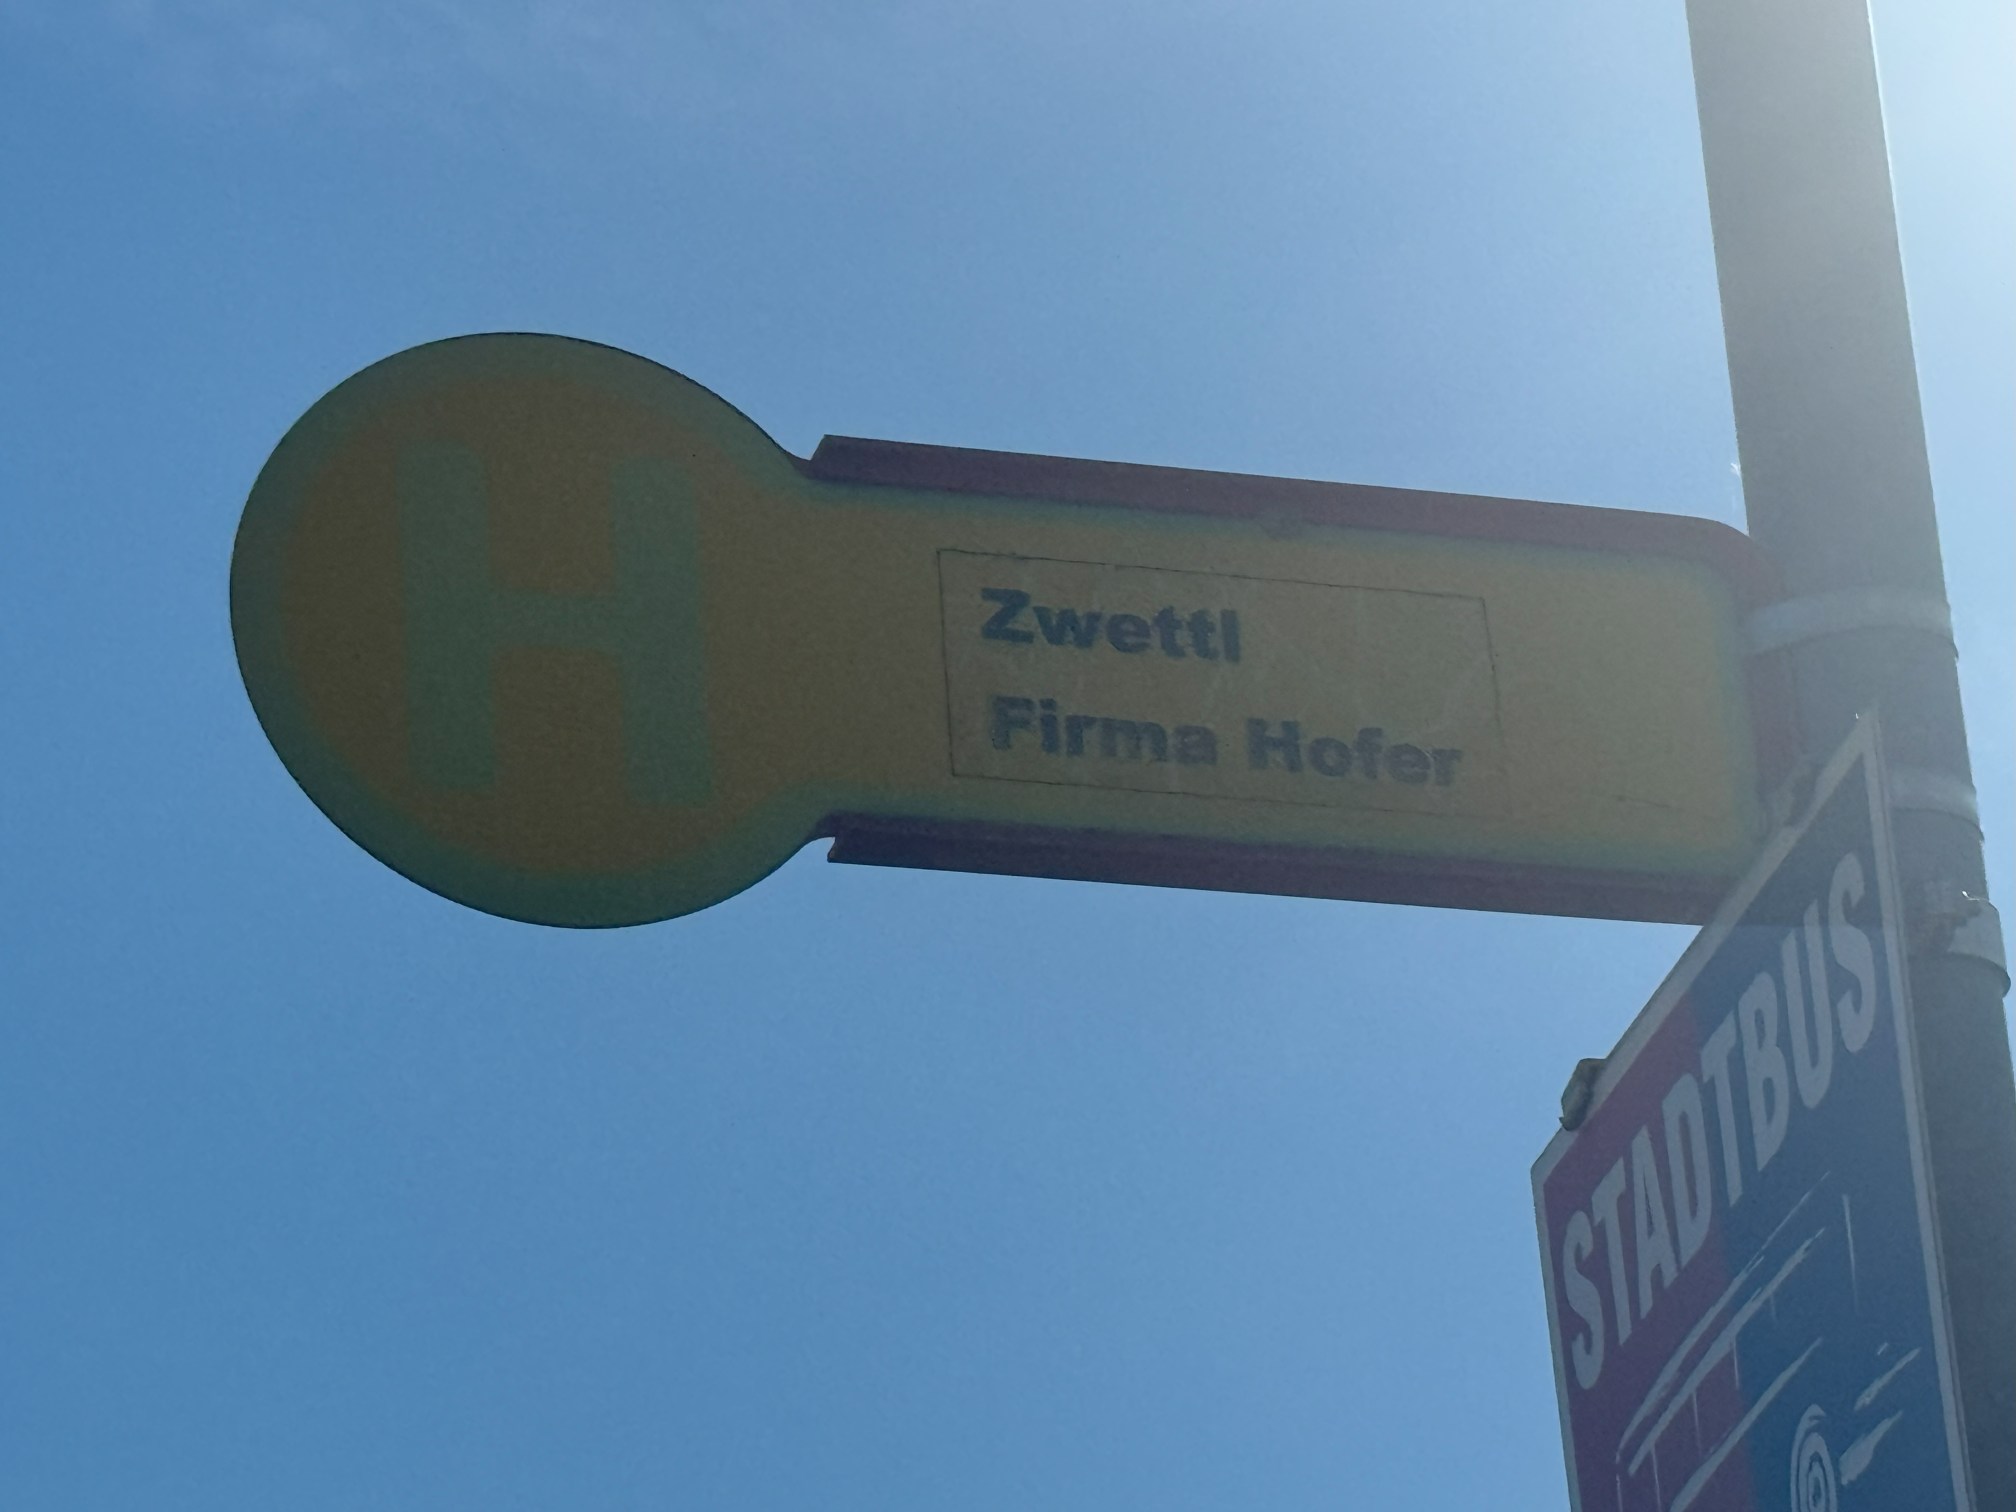 H
Zwettl
Firma Hofer
STADTBUS